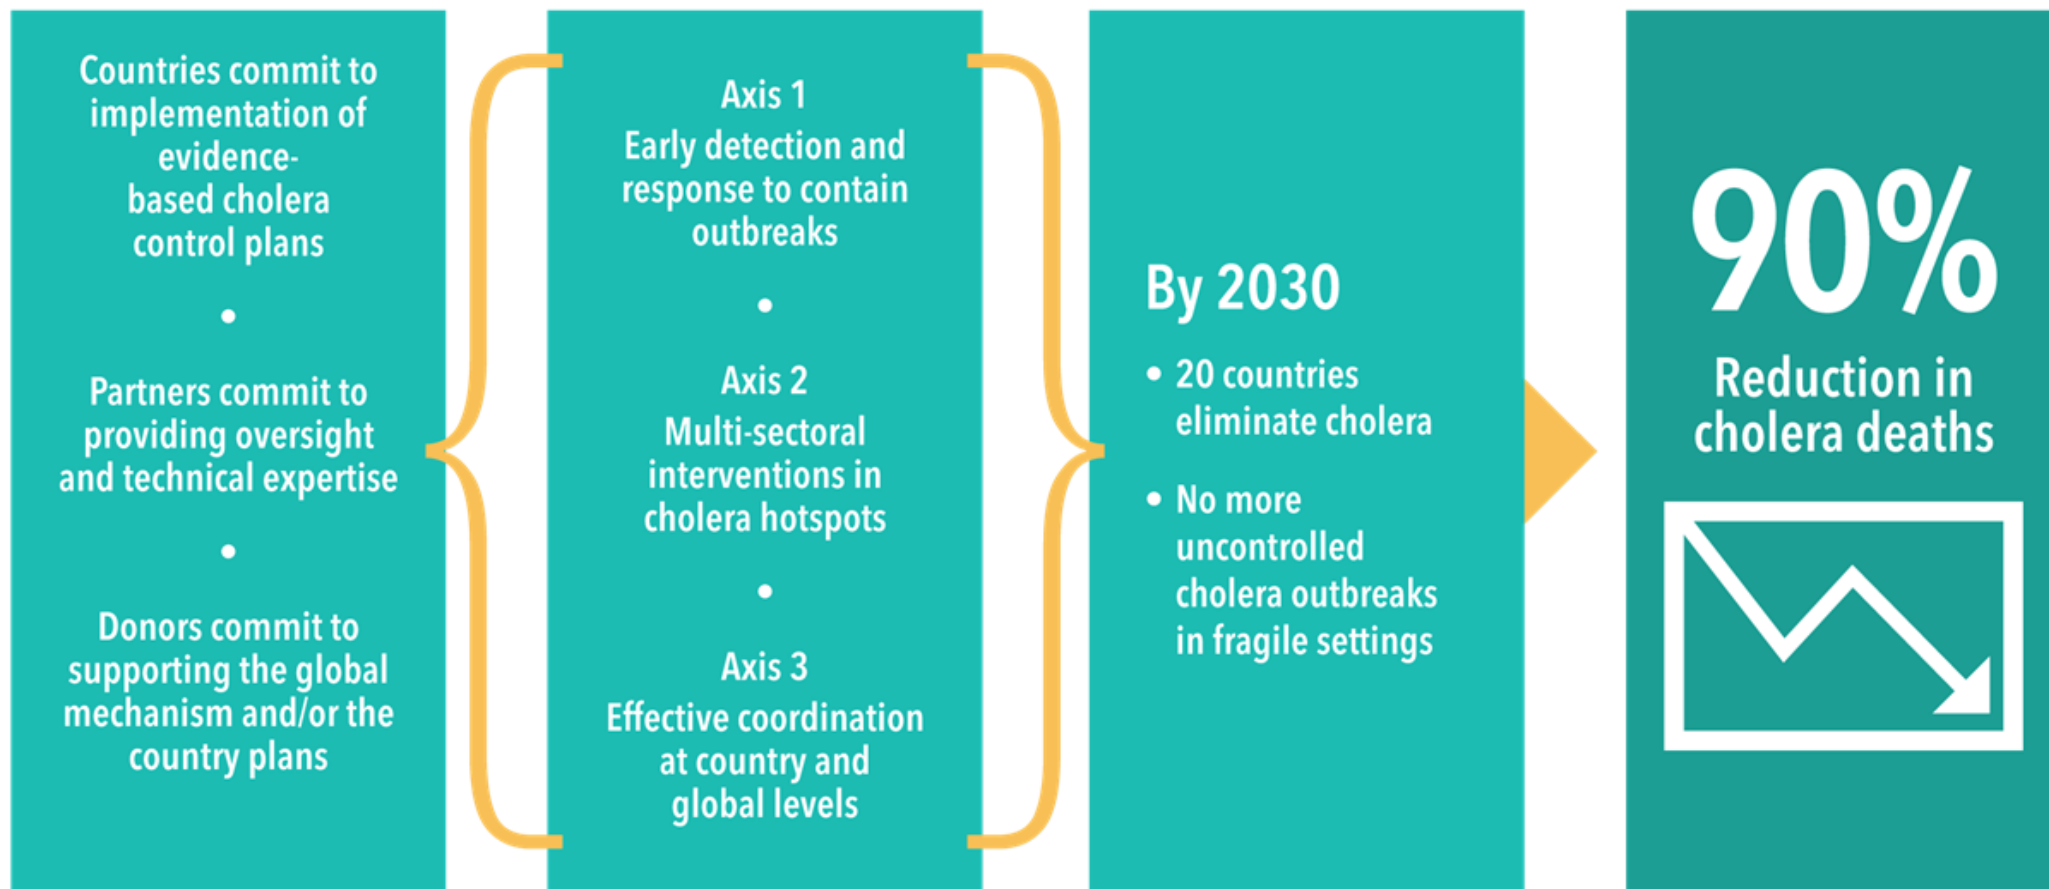 Countries commit to
implementation of
evidence-
based cholera
control plans
•
Partners commit to
providing oversight
and technical expertise
•
Donors commit to
supporting the global
mechanism and/or the
country plans
Axis 1
Early detection and
response to contain
outbreaks
•
Axis 2
Multi-sectoral
interventions in
cholera hotspots
•
Axis 3
Effective coordination
at country and
global levels
By 2030
• 20 countries
eliminate cholera
• No more
uncontrolled
cholera outbreaks
in fragile settings
90%
Reduction in
cholera deaths